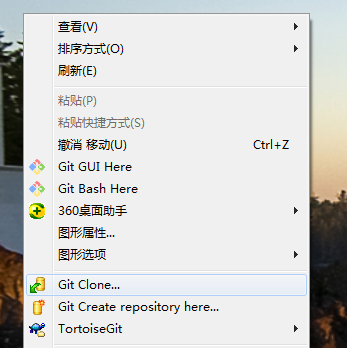 查看(V)
排序方式(O)
刷新(E)
粘贴(P)
粘贴快捷方式(S)
撤消 移动(U) Ctrl+Z
Git GUI Here
Git Bash Here
360桌面助手
图形属性...
图形选项
Git Clone...
Git Create repository here...
TortoiseGit